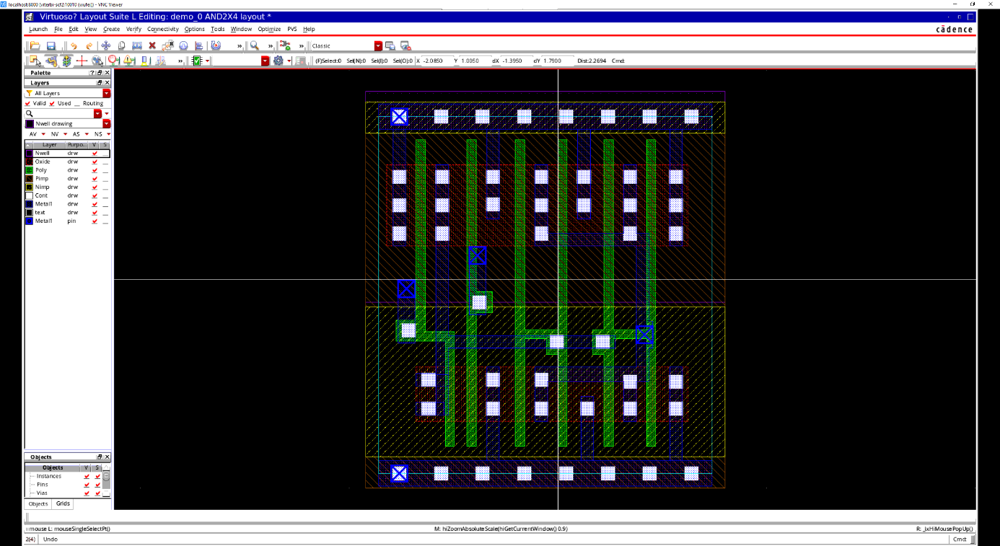 localhost:8000 (viterbi-scf2:10010 (wufei)) - VNC Viewer
Virtuoso? Layout Suite L Editing: demo_0 AND2X4 layout *
Launch File Edit View Create Verify Connectivity Options Tools Window Optimize PVS Help
cādence
» » » Classic
» (F)Select:0 Sel(N):0 Sel(I):0 Sel(O):0 X -2.0850 Y 1.0050 dX -1.3950 dY 1.7900 Dist:2.2694 Cmd:
Palette
Layers
All Layers
Valid Used Routing
Nwell drawing
AV NV AS NS
Layer Purpo... V S
Nwell drw
Oxide drw
Poly drw
Pimp drw
Nimp drw
Cont drw
Metal1 drw
text drw
Metal1 pin
Objects
Objects V S
Instances
Pins
Vias
Objects Grids
mouse L: mouseSingleSelectPt() M: hiZoomAbsoluteScale(hiGetCurrentWindow() 0.9) R: _lxHiMousePopUp()
2(4) Undo Cmd: